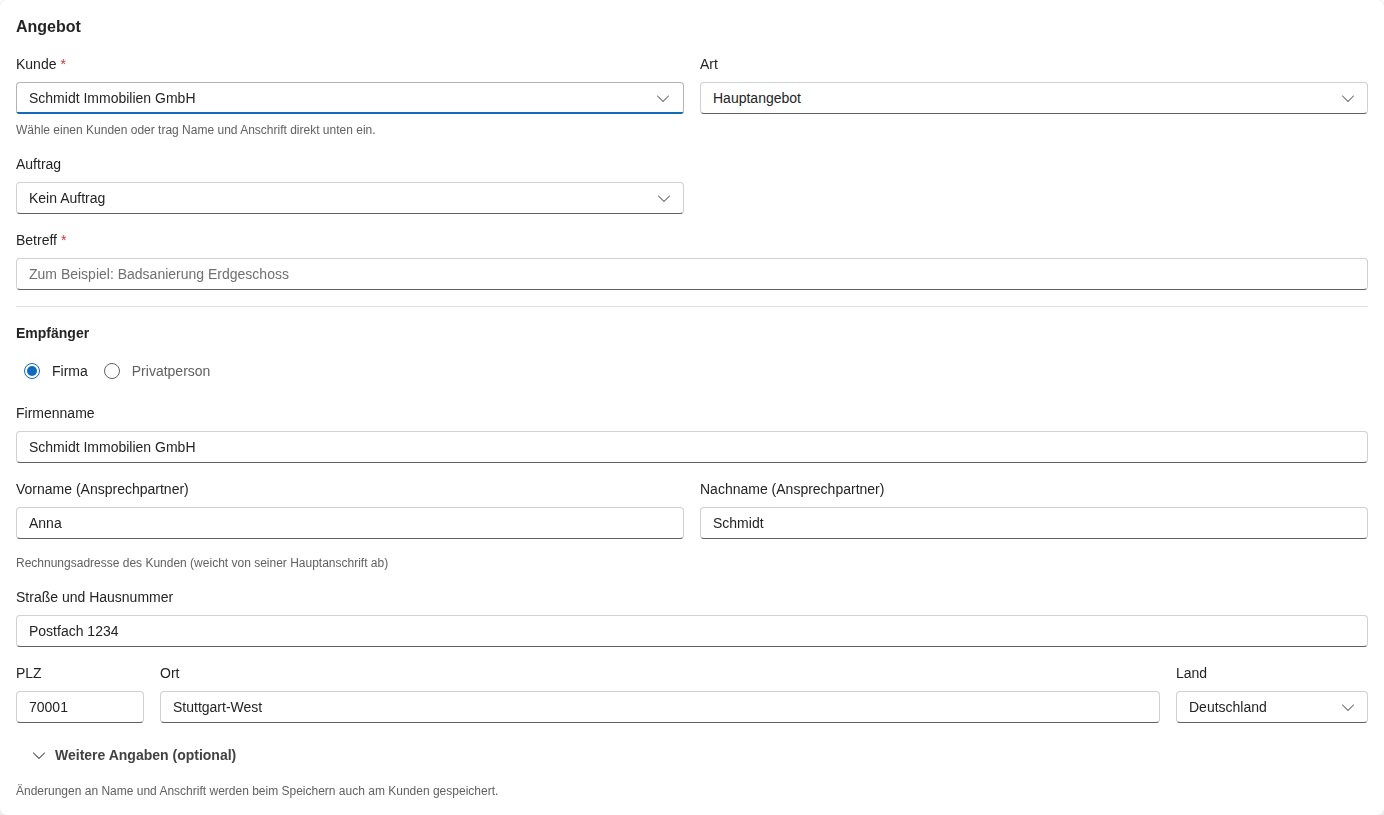 Angebot
Kunde *
Art
Schmidt Immobilien GmbH
Hauptangebot
Wähle einen Kunden oder trag Name und Anschrift direkt unten ein.
Auftrag
Kein Auftrag
Betreff *
Zum Beispiel: Badsanierung Erdgeschoss
Empfänger
Firma
Privatperson
Firmenname
Schmidt Immobilien GmbH
Vorname (Ansprechpartner)
Nachname (Ansprechpartner)
Anna
Schmidt
Rechnungsadresse des Kunden (weicht von seiner Hauptanschrift ab)
Straße und Hausnummer
Postfach 1234
PLZ
Ort
Land
70001
Stuttgart-West
Deutschland
Weitere Angaben (optional)
Änderungen an Name und Anschrift werden beim Speichern auch am Kunden gespeichert.